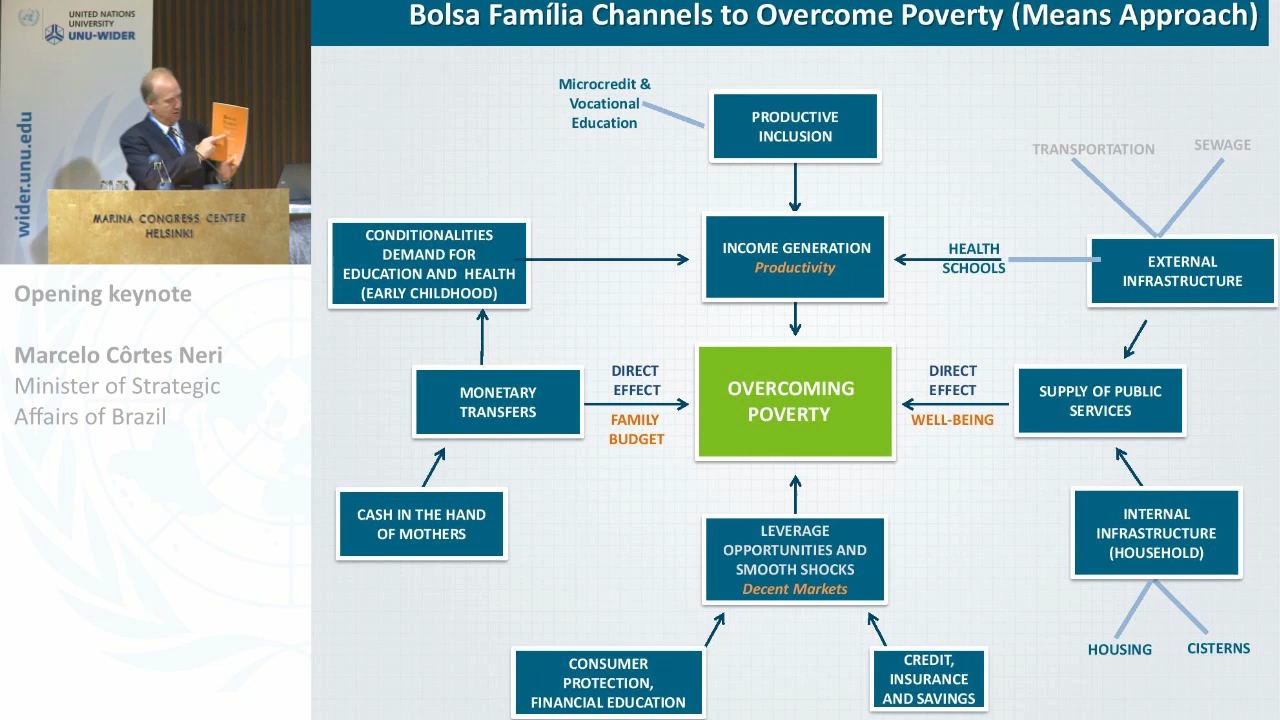 UNITED NATIONS
UNIVERSITY
UNU-WIDER
wider.unu.edu
MARINA CONGRESS CENTER
HELSINKI
Opening keynote
Marcelo Côrtes Neri
Minister of Strategic
Affairs of Brazil
Bolsa Família Channels to Overcome Poverty (Means Approach)
Microcredit &
Vocational
Education
PRODUCTIVE
INCLUSION
TRANSPORTATION
SEWAGE
CONDITIONALITIES
DEMAND FOR
EDUCATION AND HEALTH
(EARLY CHILDHOOD)
INCOME GENERATION
Productivity
HEALTH
SCHOOLS
EXTERNAL
INFRASTRUCTURE
MONETARY
TRANSFERS
DIRECT
EFFECT
FAMILY
BUDGET
OVERCOMING
POVERTY
DIRECT
EFFECT
WELL-BEING
SUPPLY OF PUBLIC
SERVICES
CASH IN THE HAND
OF MOTHERS
LEVERAGE
OPPORTUNITIES AND
SMOOTH SHOCKS
Decent Markets
INTERNAL
INFRASTRUCTURE
(HOUSEHOLD)
HOUSING
CISTERNS
CONSUMER
PROTECTION,
FINANCIAL EDUCATION
CREDIT,
INSURANCE
AND SAVINGS